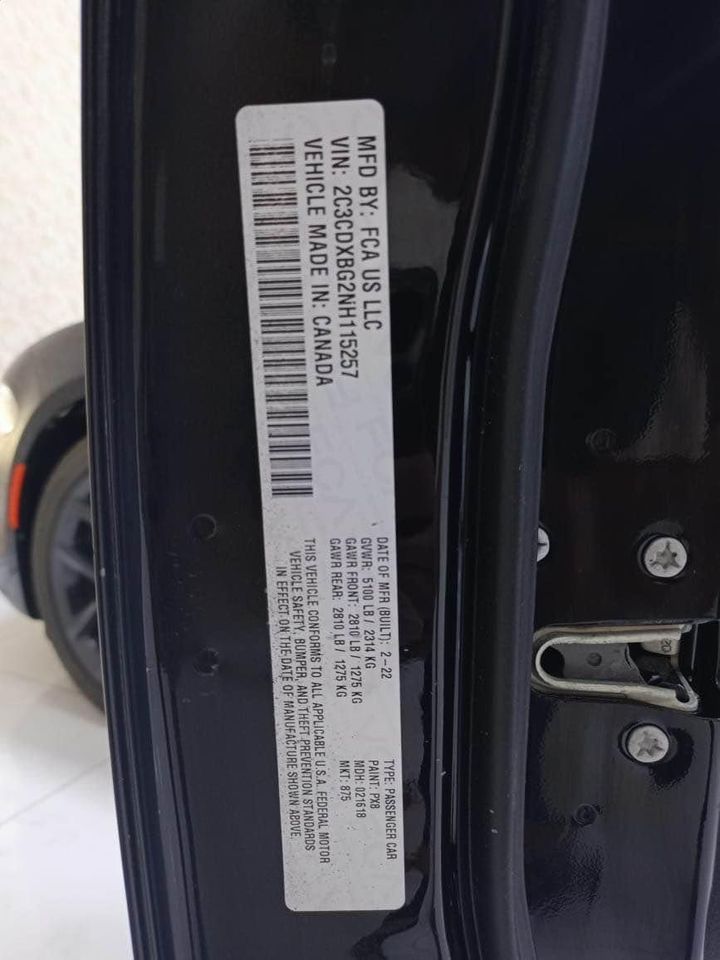 MFD BY: FCA US LLC
VIN: 2C3CDXBG2NH115257
VEHICLE MADE IN: CANADA
DATE OF MFR (BUILT): 2-22
GVWR: 5100 LB / 2314 KG
GAWR FRONT: 2810 LB / 1275 KG
GAWR REAR: 2810 LB / 1275 KG
THIS VEHICLE CONFORMS TO ALL APPLICABLE U.S.A. FEDERAL MOTOR
VEHICLE SAFETY, BUMPER, AND THEFT PREVENTION STANDARDS
IN EFFECT ON THE DATE OF MANUFACTURE SHOWN ABOVE.
TYPE: PASSENGER CAR
PAINT: PX8
MDH: 021618
MKT: 875